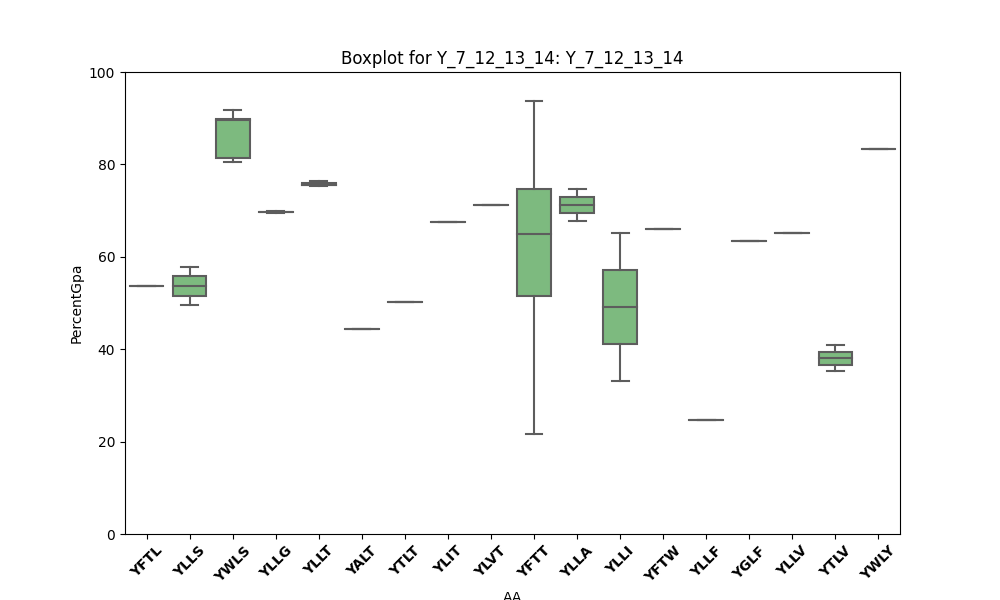 Boxplot for Y_7_12_13_14: Y_7_12_13_14
100
80
60
40
20
0
PercentGpa
YFTL YLLS YWLS YLLG YLLT YALT YTLT YLIT YLVT YFTT YLLA YLLI YFTW YLLF YGLF YLLV YTLV YWLY
AA